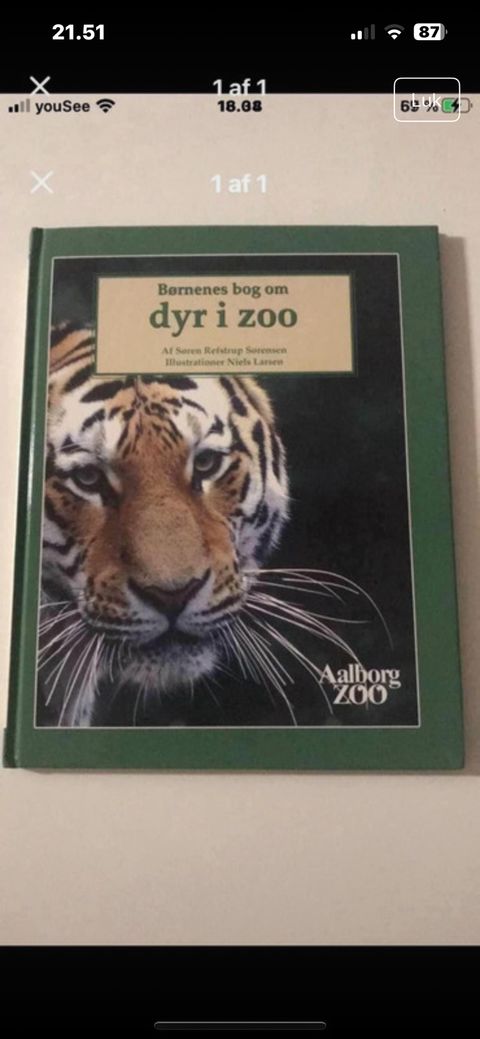 21.51
87
1 af 1
Luk
youSee
18.08
69 %
1 af 1
Børnenes bog om
dyr i zoo
Af Søren Refstrup Sørensen
Illustrationer Niels Larsen
Aalborg
ZOO